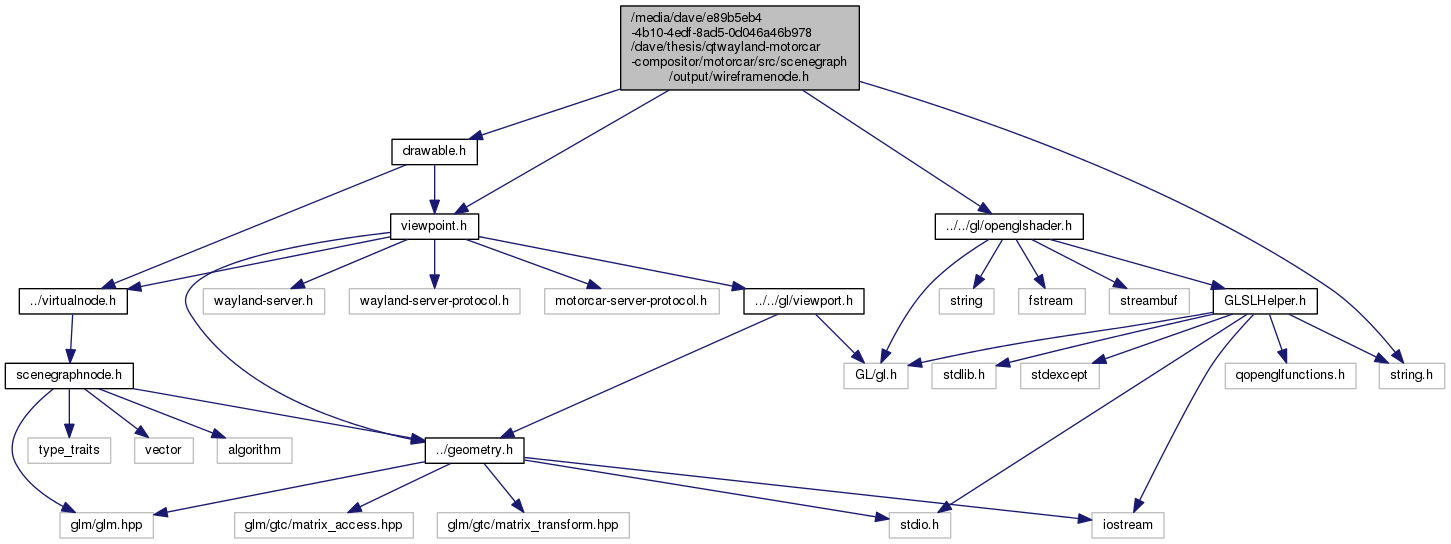 /media/dave/e89b5eb4
-4b10-4edf-8ad5-0d046a46b978
/dave/thesis/qtwayland-motorcar
-compositor/motorcar/src/scenegraph
/output/wireframenode.h
drawable.h
viewpoint.h
../../gl/openglshader.h
../virtualnode.h
wayland-server.h
wayland-server-protocol.h
motorcar-server-protocol.h
../../gl/viewport.h
string
fstream
streambuf
GLSLHelper.h
scenegraphnode.h
GL/gl.h
stdlib.h
stdexcept
qopenglfunctions.h
string.h
type_traits
vector
algorithm
../geometry.h
glm/glm.hpp
glm/gtc/matrix_access.hpp
glm/gtc/matrix_transform.hpp
stdio.h
iostream